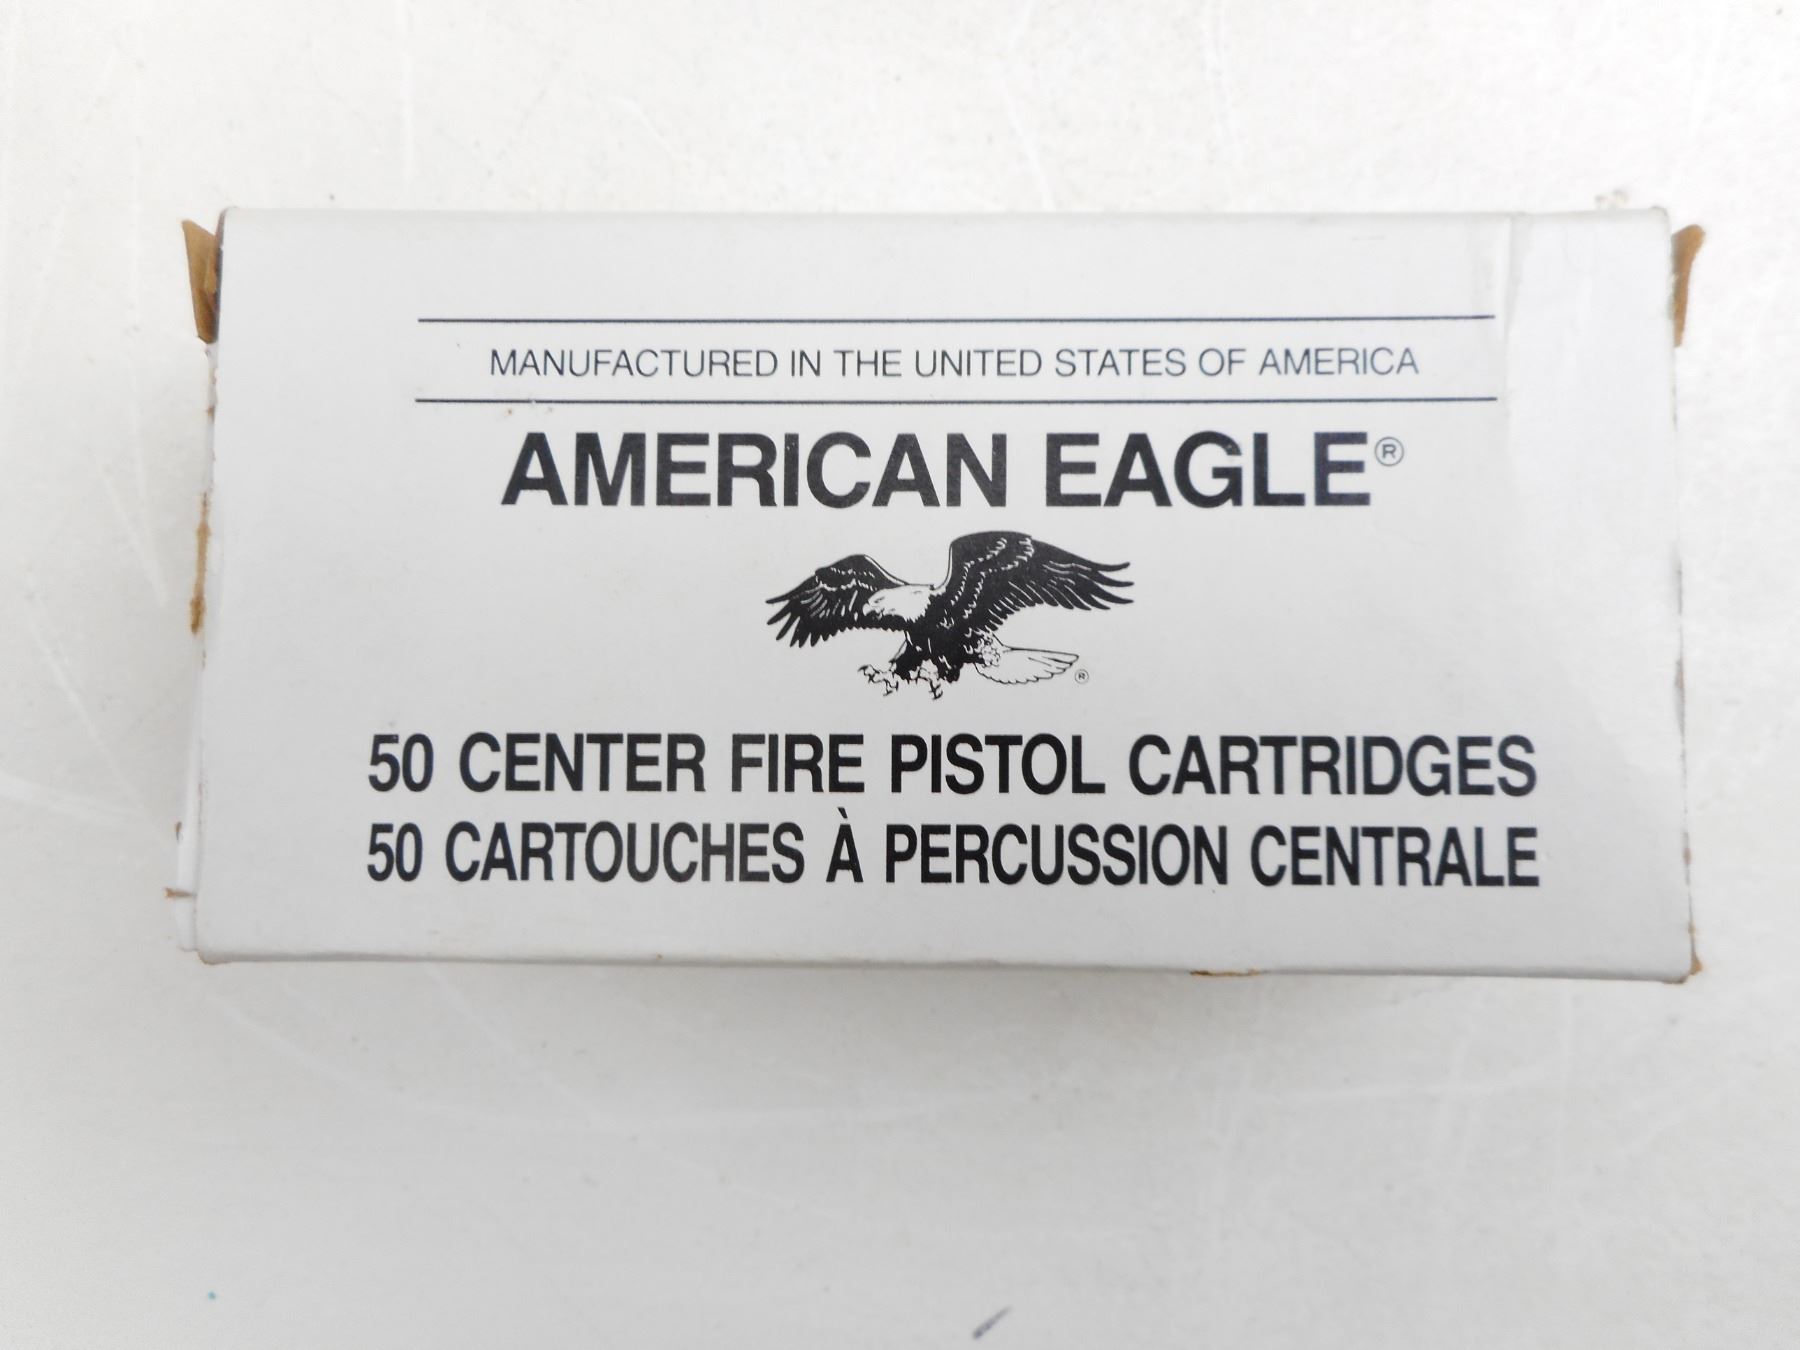 MANUFACTURED IN THE UNITED STATES OF AMERICA
AMERICAN EAGLE®
®
50 CENTER FIRE PISTOL CARTRIDGES
50 CARTOUCHES À PERCUSSION CENTRALE